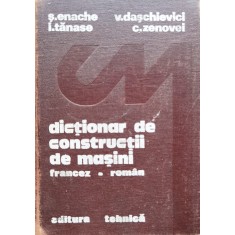 ş.enache v.daşchievici
i.tănase c.zenovei
dicţionar de
construcţii
de maşini
francez • român
editura tehnică